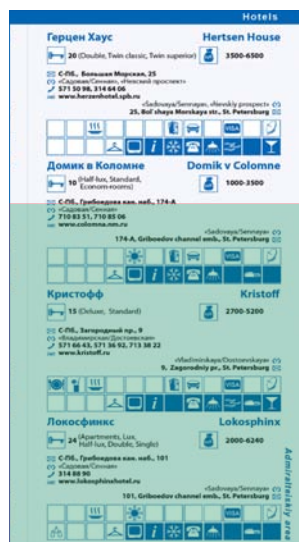 Hotels
Герцен Хаус Hertsen House
20 (Double, Twin classic, Twin superior) 3500-6500
С-Пб., Большая Морская, 25
«Садовая/Сенная», «Невский проспект»
571 50 98, 314 64 06
www.herzenhotel.spb.ru
«Sadovaya/Sennaya», «Nevskiy prospect»
25, Bol'shaya Morskaya str., St. Petersburg
VISA
Домик в Коломне Domik v Colomne
10 (Half-lux, Standard, Econom-rooms) 1000-3500
С-Пб., Грибоедова кан. наб., 174-А
«Садовая/Сенная»
710 83 51, 710 85 06
www.colomna.nm.ru
«Sadovaya/Sennaya»
174-A, Griboedov channel emb., St. Petersburg
VISA
Кристофф Kristoff
15 (Deluxe, Standard) 2700-5200
С-Пб., Загородный пр., 9
«Владимирская/Достоевская»
571 66 43, 571 36 92, 713 38 22
www.kristoff.ru
«Vladimirskaya/Dostoevskaya»
9, Zagorodniy pr., St. Petersburg
VISA
Локосфинкс Lokosphinx
24 (Apartments, Lux, Half-lux, Double, Single) 2000-6240
С-Пб., Грибоедова кан. наб., 101
«Садовая/Сенная»
314 88 90
www.lokosphinxhotel.ru
«Sadovaya/Sennaya»
101, Griboedov channel emb., St. Petersburg
VISA
Admiralteiskiy area